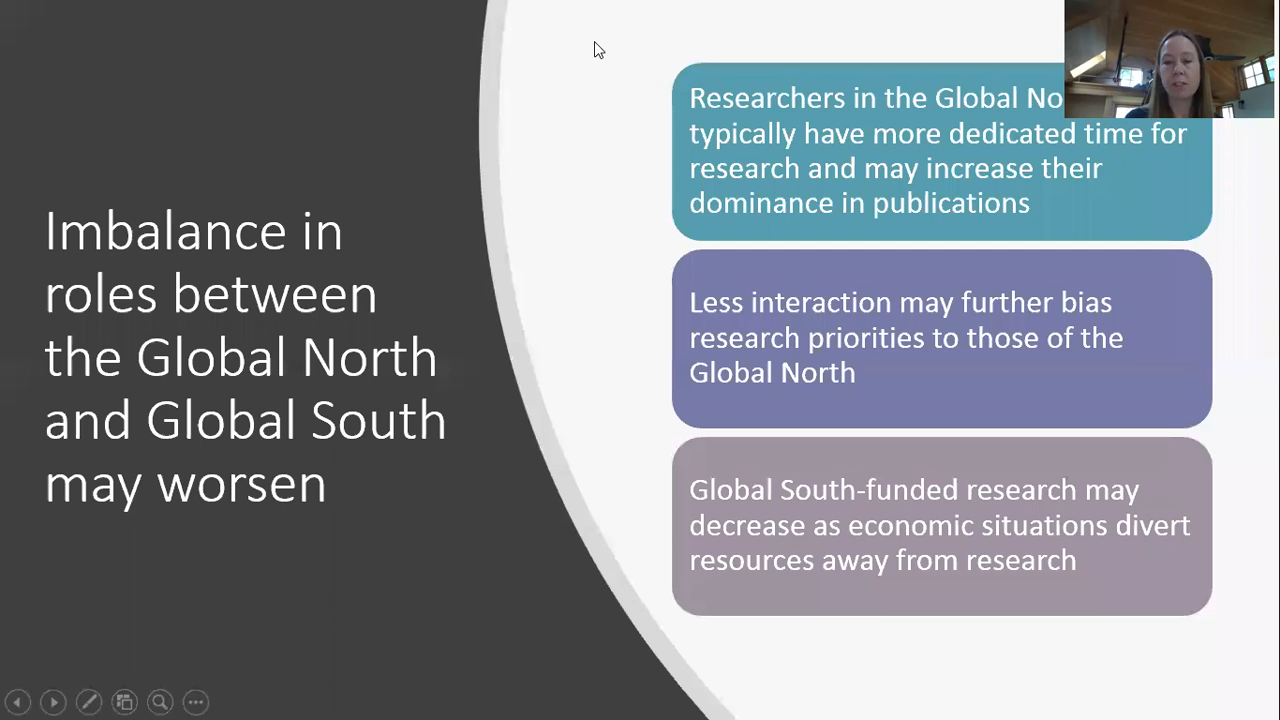 Imbalance in
roles between
the Global North
and Global South
may worsen
Researchers in the Global No
typically have more dedicated time for
research and may increase their
dominance in publications
Less interaction may further bias
research priorities to those of the
Global North
Global South-funded research may
decrease as economic situations divert
resources away from research